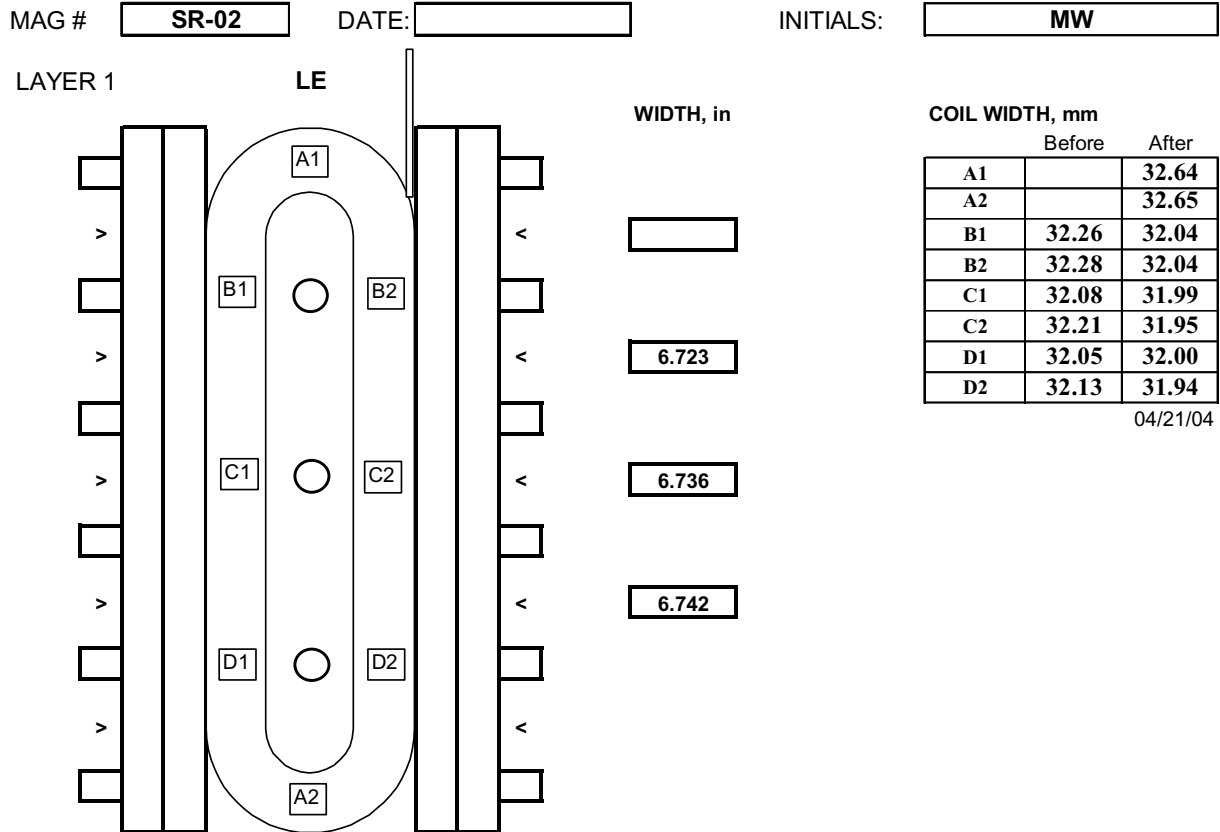 MAG # SR-02 DATE: INITIALS: MW
LAYER 1 LE
WIDTH, in COIL WIDTH, mm
Before After
A1 32.64
A2 32.65
B1 32.26 32.04
B2 32.28 32.04
C1 32.08 31.99
C2 32.21 31.95
D1 32.05 32.00
D2 32.13 31.94
04/21/04
A1
> <
B1 B2
> < 6.723
C1 C2
> < 6.736
> < 6.742
D1 D2
> <
A2